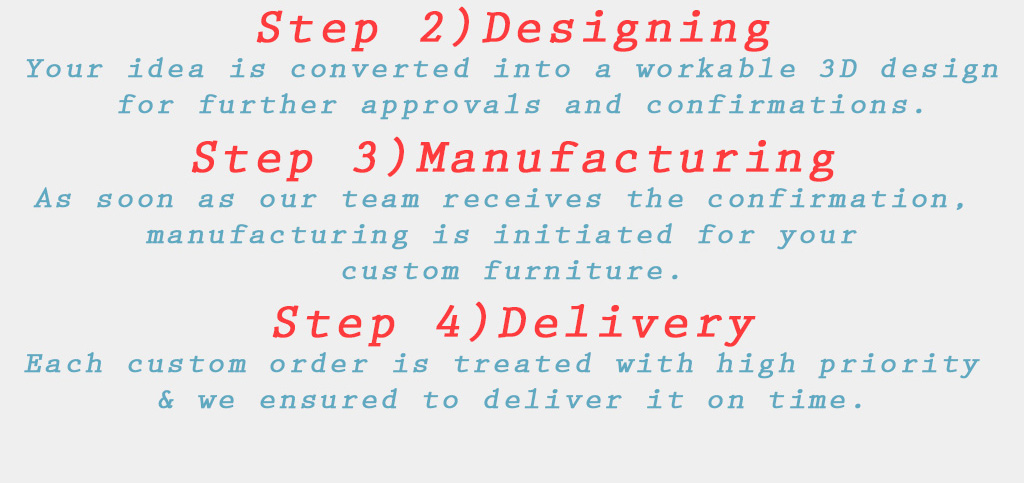 Step 2)Designing
Your idea is converted into a workable 3D design
for further approvals and confirmations.
Step 3)Manufacturing
As soon as our team receives the confirmation,
manufacturing is initiated for your
custom furniture.
Step 4)Delivery
Each custom order is treated with high priority
& we ensured to deliver it on time.